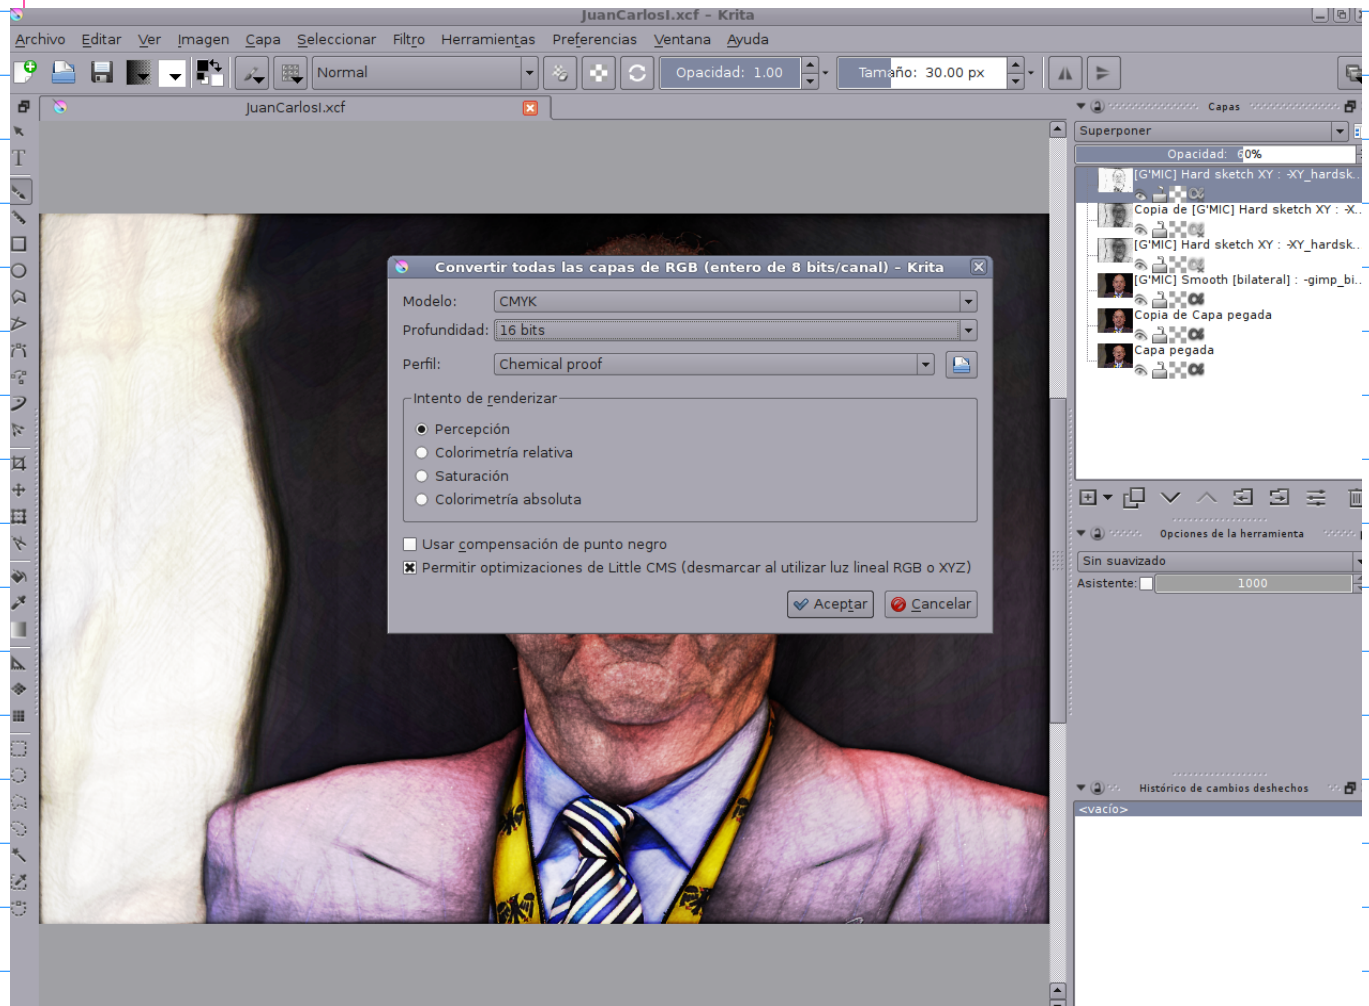 JuanCarlosI.xcf – Krita
Archivo Editar Ver Imagen Capa Seleccionar Filtro Herramientas Preferencias Ventana Ayuda
Normal Opacidad: 1.00 Tamaño: 30.00 px
JuanCarlosI.xcf
Capas
Superponer
Opacidad: 60%
[G'MIC] Hard sketch XY : -XY_hardsk..
Copia de [G'MIC] Hard sketch XY : -X..
[G'MIC] Hard sketch XY : -XY_hardsk..
[G'MIC] Smooth [bilateral] : -gimp_bi..
Copia de Capa pegada
Capa pegada
Convertir todas las capas de RGB (entero de 8 bits/canal) – Krita
Modelo: CMYK
Profundidad: 16 bits
Perfil: Chemical proof
Intento de renderizar
Percepción
Colorimetría relativa
Saturación
Colorimetría absoluta
Usar compensación de punto negro
Permitir optimizaciones de Little CMS (desmarcar al utilizar luz lineal RGB o XYZ)
Aceptar Cancelar
Opciones de la herramienta
Sin suavizado
Asistente: 1000
Histórico de cambios deshechos
<vacío>